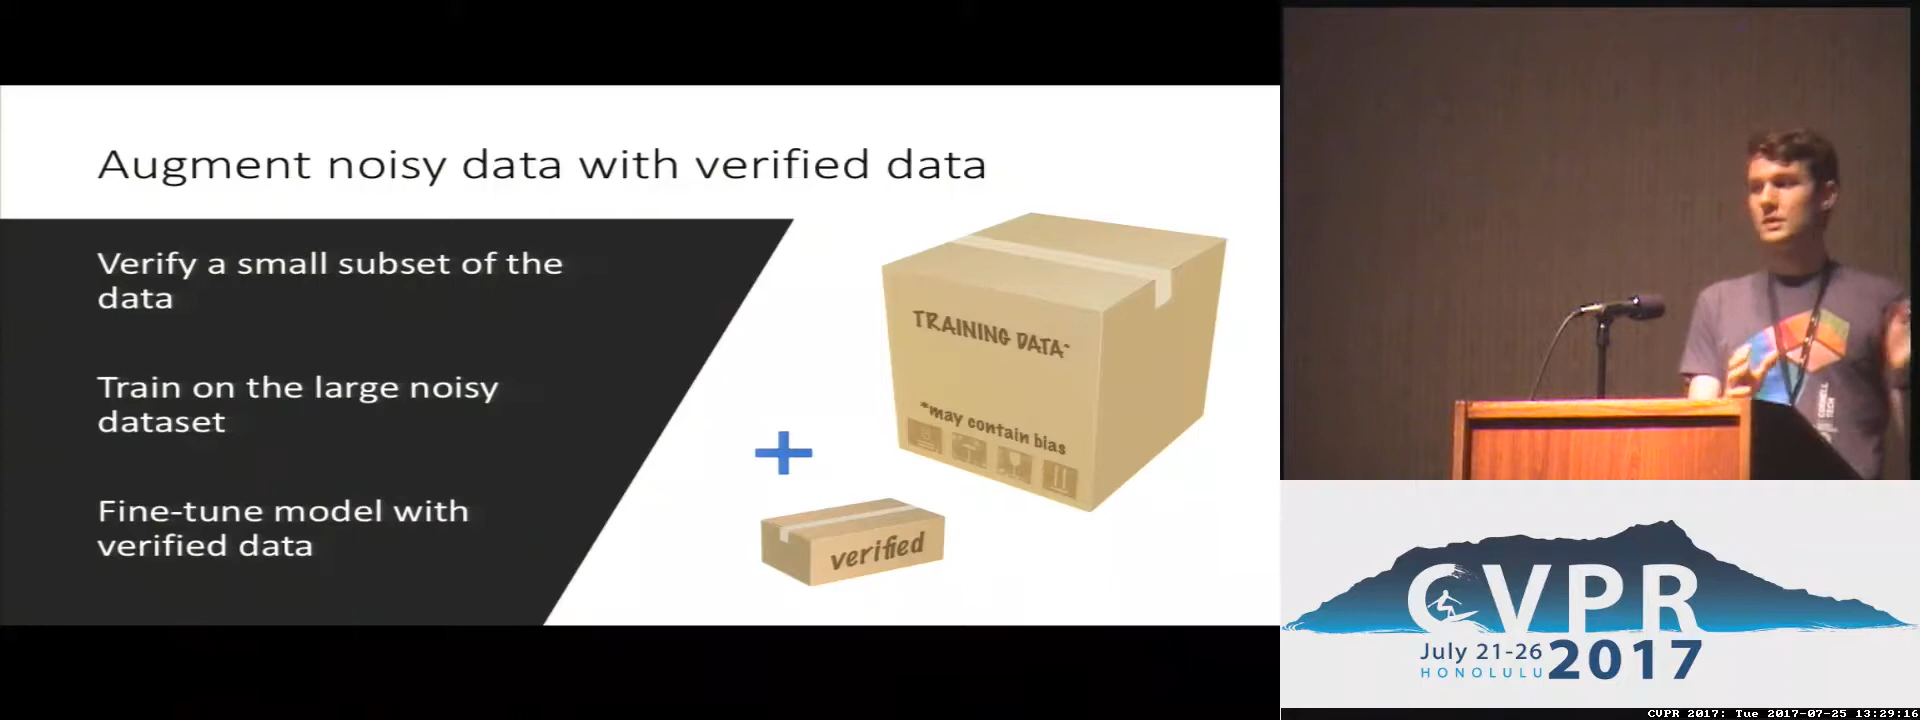 Augment noisy data with verified data
Verify a small subset of the
data
Train on the large noisy
dataset
Fine-tune model with
verified data
TRAINING DATA*
*may contain bias
verified
CORNELL
TECH
CVPR
July 21-26
HONOLULU
2017
CVPR 2017: Tue 2017-07-25 13:29:16